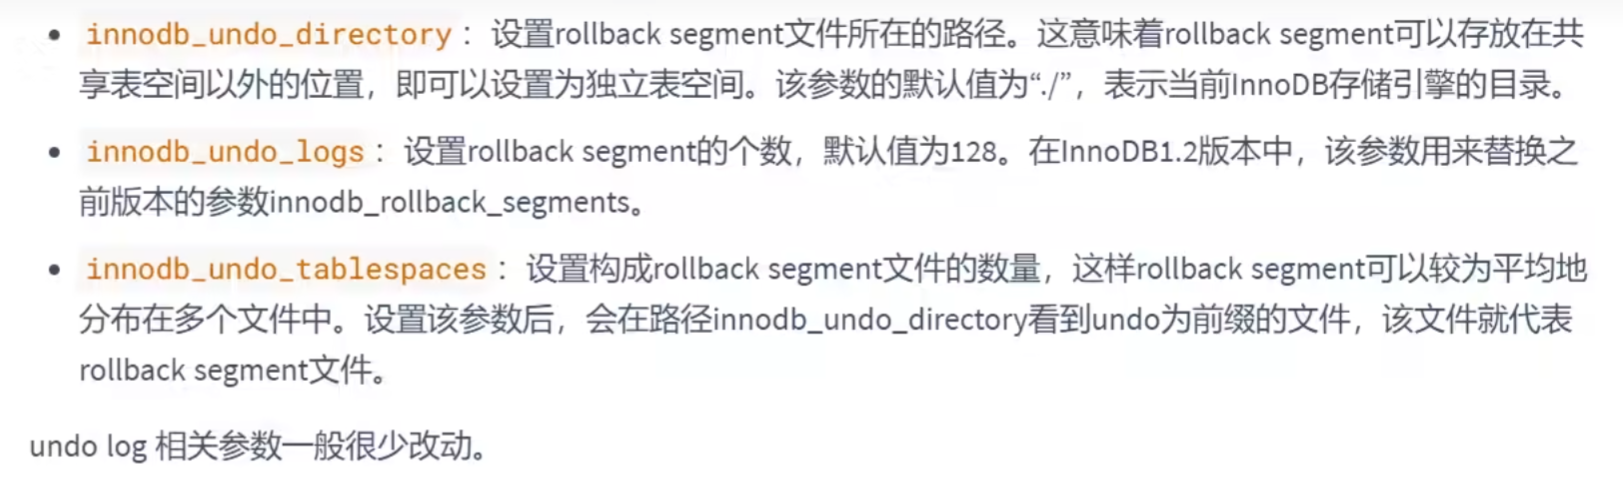 • innodb_undo_directory：设置rollback segment文件所在的路径。这意味着rollback segment可以存放在共
享表空间以外的位置，即可以设置为独立表空间。该参数的默认值为“./”，表示当前InnoDB存储引擎的目录。
• innodb_undo_logs：设置rollback segment的个数，默认值为128。在InnoDB1.2版本中，该参数用来替换之
前版本的参数innodb_rollback_segments。
• innodb_undo_tablespaces：设置构成rollback segment文件的数量，这样rollback segment可以较为平均地
分布在多个文件中。设置该参数后，会在路径innodb_undo_directory看到undo为前缀的文件，该文件就代表
rollback segment文件。
undo log 相关参数一般很少改动。